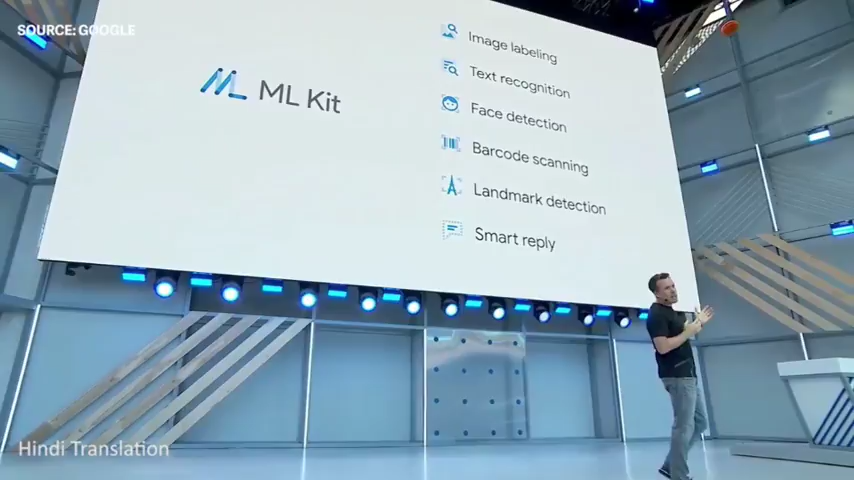 SOURCE: GOOGLE
ML Kit
Image labeling
Text recognition
Face detection
Barcode scanning
Landmark detection
Smart reply
Hindi Translation